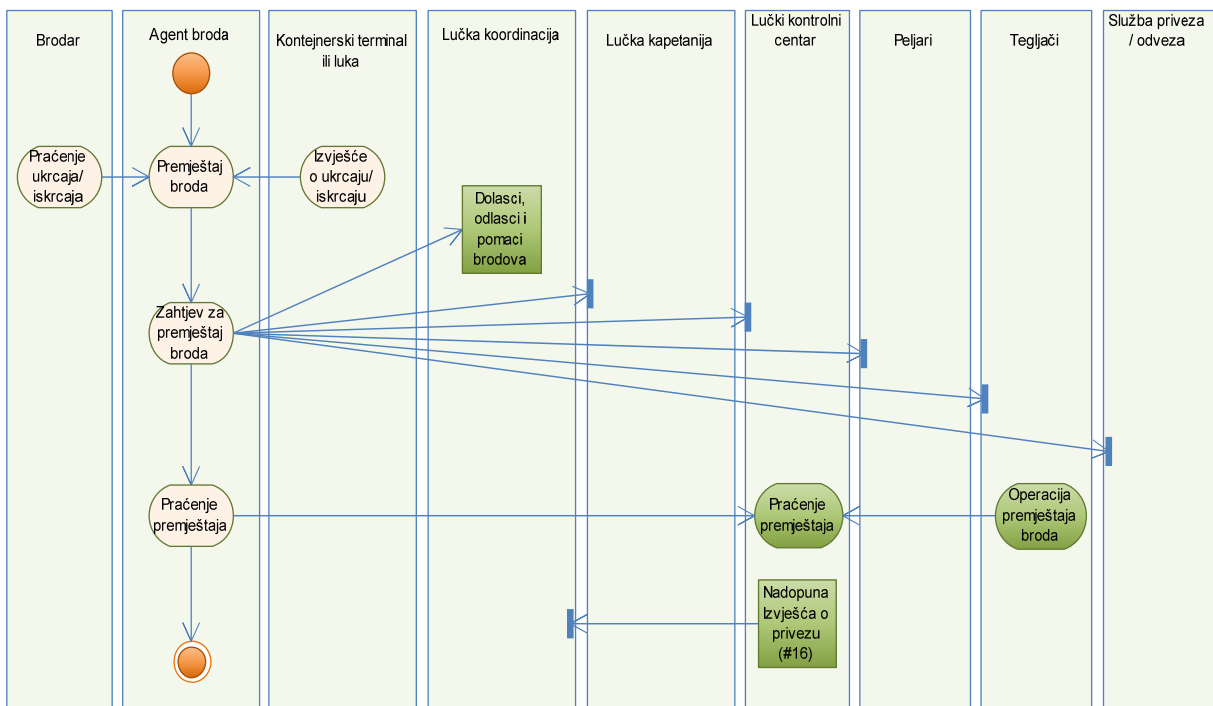 Brodar
Agent broda
Kontejnerski terminal
ili luka
Lučka koordinacija
Lučka kapetanija
Lučki kontrolni
centar
Peljari
Tegljači
Služba priveza
/ odveza
Praćenje
ukrcaja/
iskrcaja
Premještaj
broda
Izvješće
o ukrcaju/
iskrcaju
Dolasci,
odlasci i
pomaci
brodova
Zahtjev za
premještaj
broda
Praćenje
premještaja
Praćenje
premještaja
Operacija
premještaja
broda
Nadopuna
Izvješća o
privezu
(#16)